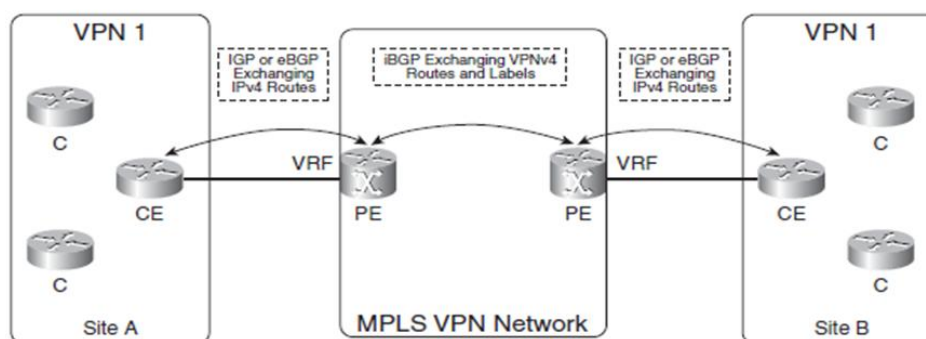 VPN 1
C
CE
C
Site A
IGP or eBGP
Exchanging
IPv4 Routes
VRF
iBGP Exchanging VPNv4
Routes and Labels
PE
PE
MPLS VPN Network
IGP or eBGP
Exchanging
IPv4 Routes
VRF
VPN 1
C
CE
C
Site B